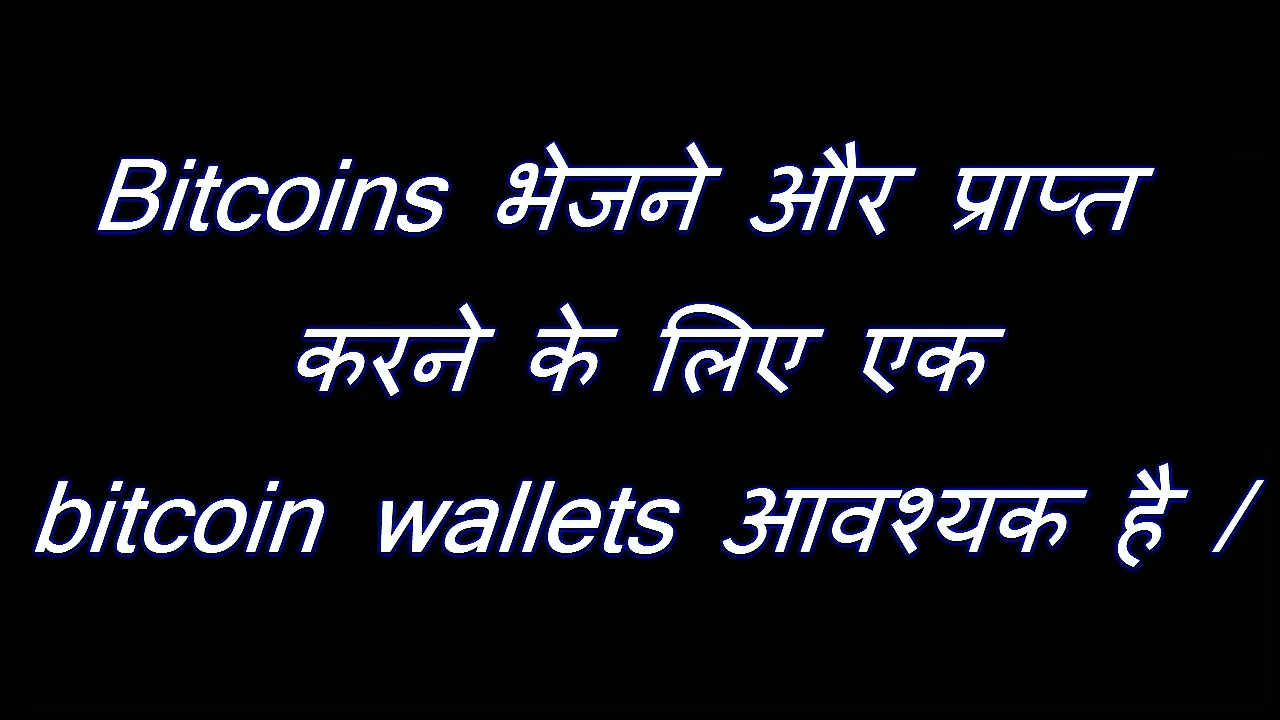 Bitcoins भेजने और प्राप्त
करने के लिए एक
bitcoin wallets आवश्यक है /